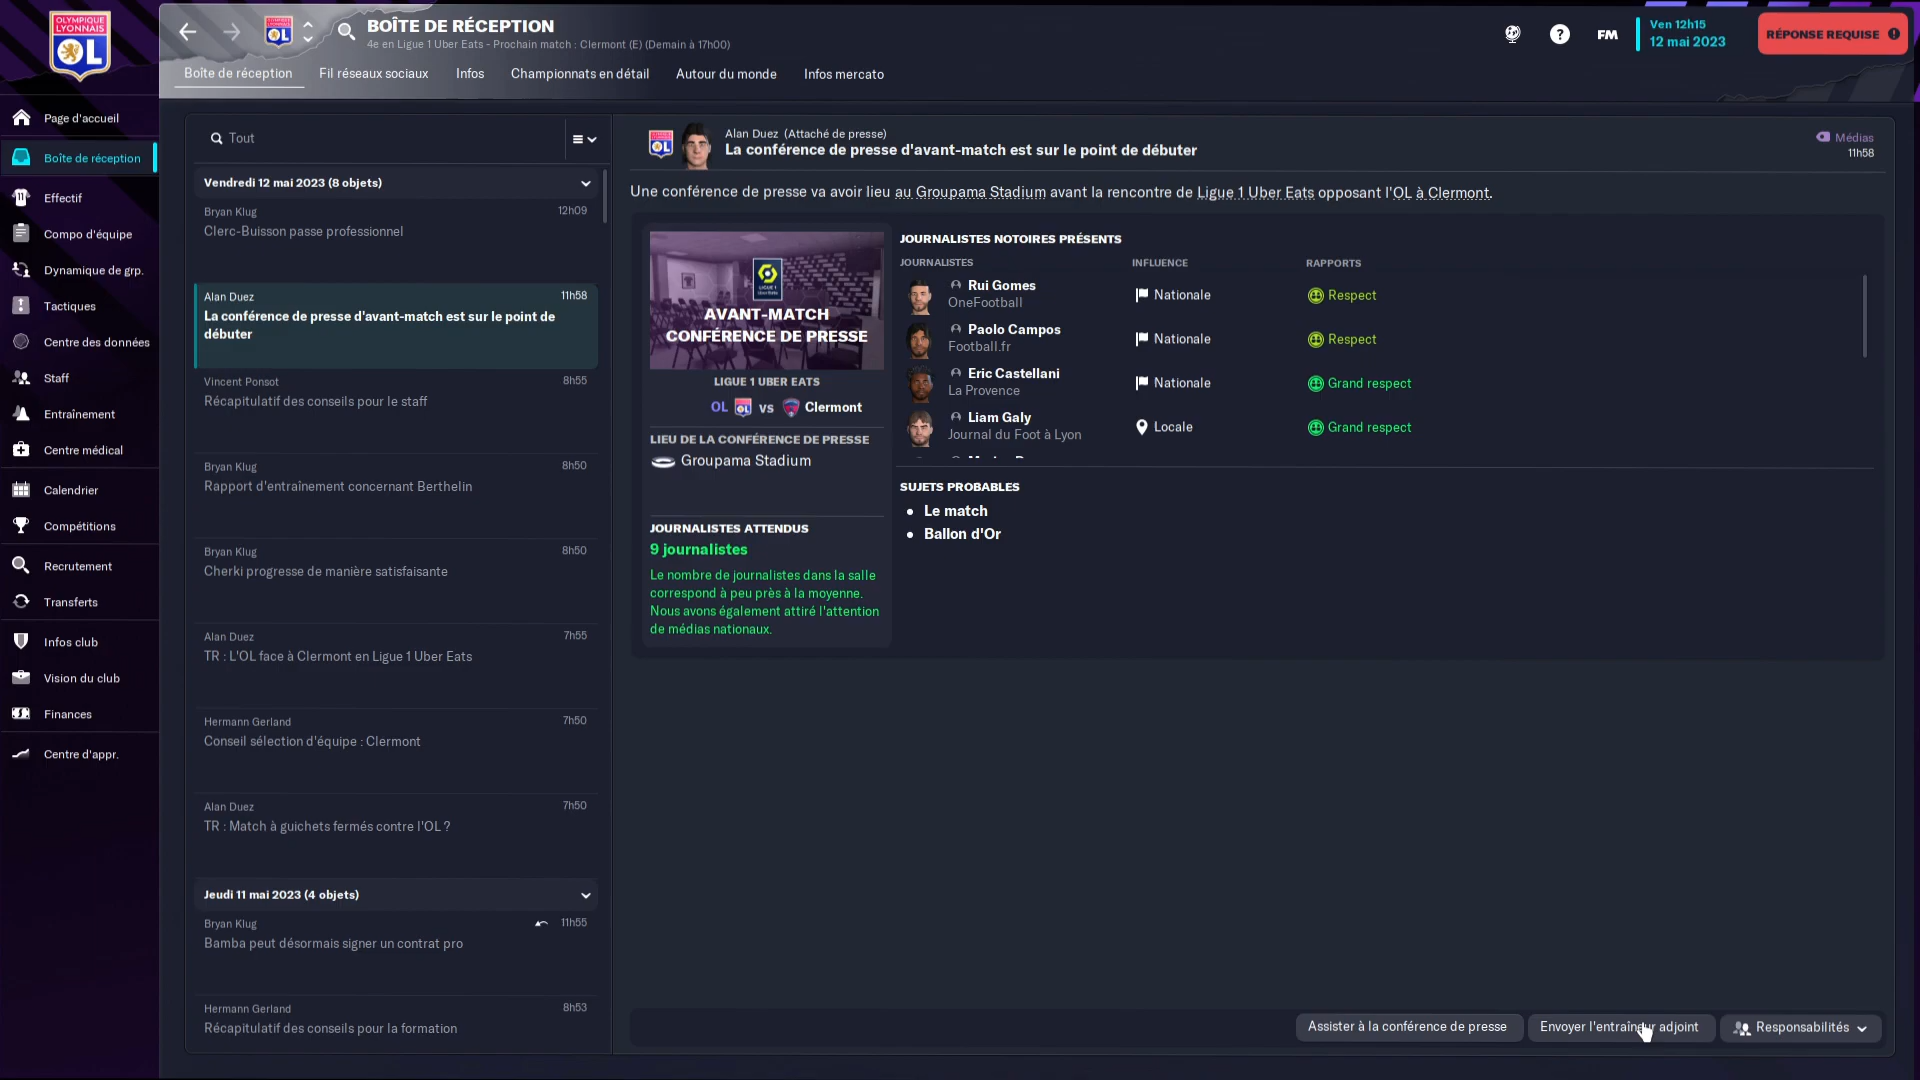 OLYMPIQUE
LYONNAIS
OL
BOÎTE DE RÉCEPTION
4e en Ligue 1 Uber Eats - Prochain match : Clermont (E) (Demain à 17h00)
FM
Ven 12h15
12 mai 2023
RÉPONSE REQUISE
Boîte de réception
Fil réseaux sociaux
Infos
Championnats en détail
Autour du monde
Infos mercato
Page d'accueil
Boîte de réception
Effectif
Compo d'équipe
Dynamique de grp.
Tactiques
Centre des données
Staff
Entraînement
Centre médical
Calendrier
Compétitions
Recrutement
Transferts
Infos club
Vision du club
Finances
Centre d'appr.
Tout
Vendredi 12 mai 2023 (8 objets)
Bryan Klug 12h09
Clerc-Buisson passe professionnel
Alan Duez 11h58
La conférence de presse d'avant-match est sur le point de
débuter
Vincent Ponsot 8h55
Récapitulatif des conseils pour le staff
Bryan Klug 8h50
Rapport d'entraînement concernant Berthelin
Bryan Klug 8h50
Cherki progresse de manière satisfaisante
Alan Duez 7h55
TR : L'OL face à Clermont en Ligue 1 Uber Eats
Hermann Gerland 7h50
Conseil sélection d'équipe : Clermont
Alan Duez 7h50
TR : Match à guichets fermés contre l'OL ?
Jeudi 11 mai 2023 (4 objets)
Bryan Klug 11h55
Bamba peut désormais signer un contrat pro
Hermann Gerland 8h53
Récapitulatif des conseils pour la formation
Alan Duez (Attaché de presse)
La conférence de presse d'avant-match est sur le point de débuter
Médias
11h58
Une conférence de presse va avoir lieu au Groupama Stadium avant la rencontre de Ligue 1 Uber Eats opposant l'OL à Clermont.
AVANT-MATCH
CONFÉRENCE DE PRESSE
LIGUE 1 UBER EATS
OL vs Clermont
LIEU DE LA CONFÉRENCE DE PRESSE
Groupama Stadium
JOURNALISTES ATTENDUS
9 journalistes
Le nombre de journalistes dans la salle
correspond à peu près à la moyenne.
Nous avons également attiré l'attention
de médias nationaux.
JOURNALISTES NOTOIRES PRÉSENTS
JOURNALISTES INFLUENCE RAPPORTS
Rui Gomes
OneFootball
Nationale Respect
Paolo Campos
Football.fr
Nationale Respect
Eric Castellani
La Provence
Nationale Grand respect
Liam Galy
Journal du Foot à Lyon
Locale Grand respect
SUJETS PROBABLES
Le match
Ballon d'Or
Assister à la conférence de presse
Envoyer l'entraîneur adjoint
Responsabilités